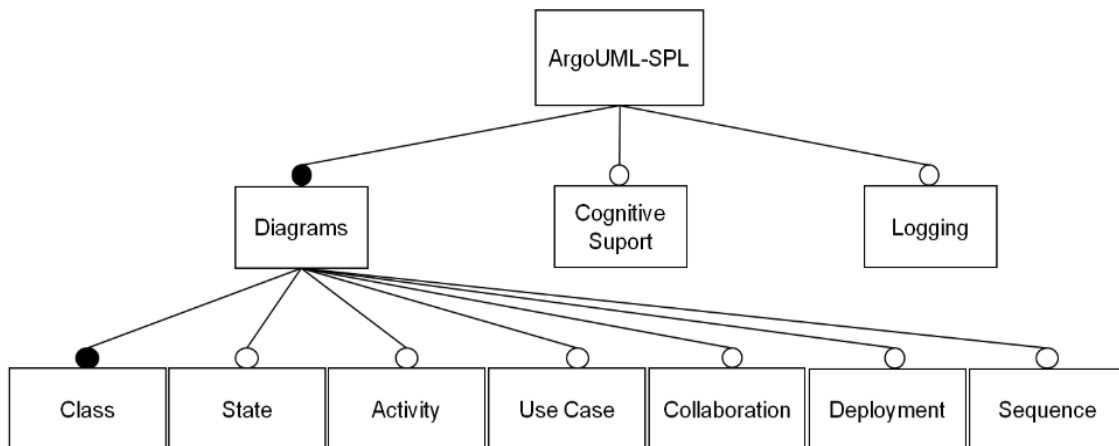 ArgoUML-SPL
Diagrams
Cognitive
Suport
Logging
Class
State
Activity
Use Case
Collaboration
Deployment
Sequence